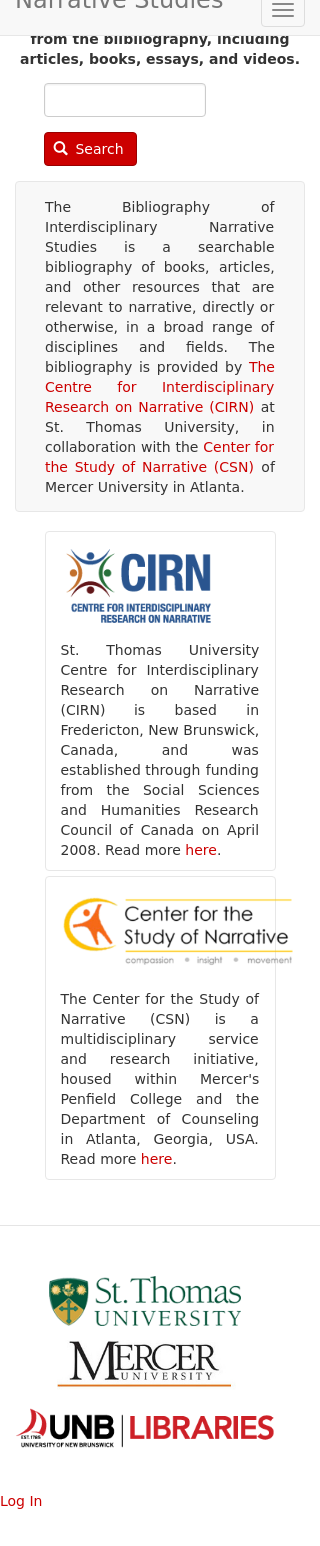 Narrative Studies
from the bilbliography, including
articles, books, essays, and videos.
Search
The Bibliography of
Interdisciplinary Narrative
Studies is a searchable
bibliography of books, articles,
and other resources that are
relevant to narrative, directly or
otherwise, in a broad range of
disciplines and fields. The
bibliography is provided by The
Centre for Interdisciplinary
Research on Narrative (CIRN) at
St. Thomas University, in
collaboration with the Center for
the Study of Narrative (CSN) of
Mercer University in Atlanta.
CIRN
CENTRE FOR INTERDISCIPLINARY
RESEARCH ON NARRATIVE
St. Thomas University
Centre for Interdisciplinary
Research on Narrative
(CIRN) is based in
Fredericton, New Brunswick,
Canada, and was
established through funding
from the Social Sciences
and Humanities Research
Council of Canada on April
2008. Read more here.
Center for the
Study of Narrative
compassion • insight • movement
The Center for the Study of
Narrative (CSN) is a
multidisciplinary service
and research initiative,
housed within Mercer's
Penfield College and the
Department of Counseling
in Atlanta, Georgia, USA.
Read more here.
St. Thomas
UNIVERSITY
MERCER
UNIVERSITY
EST. 1785
UNB LIBRARIES
UNIVERSITY OF NEW BRUNSWICK
Log In